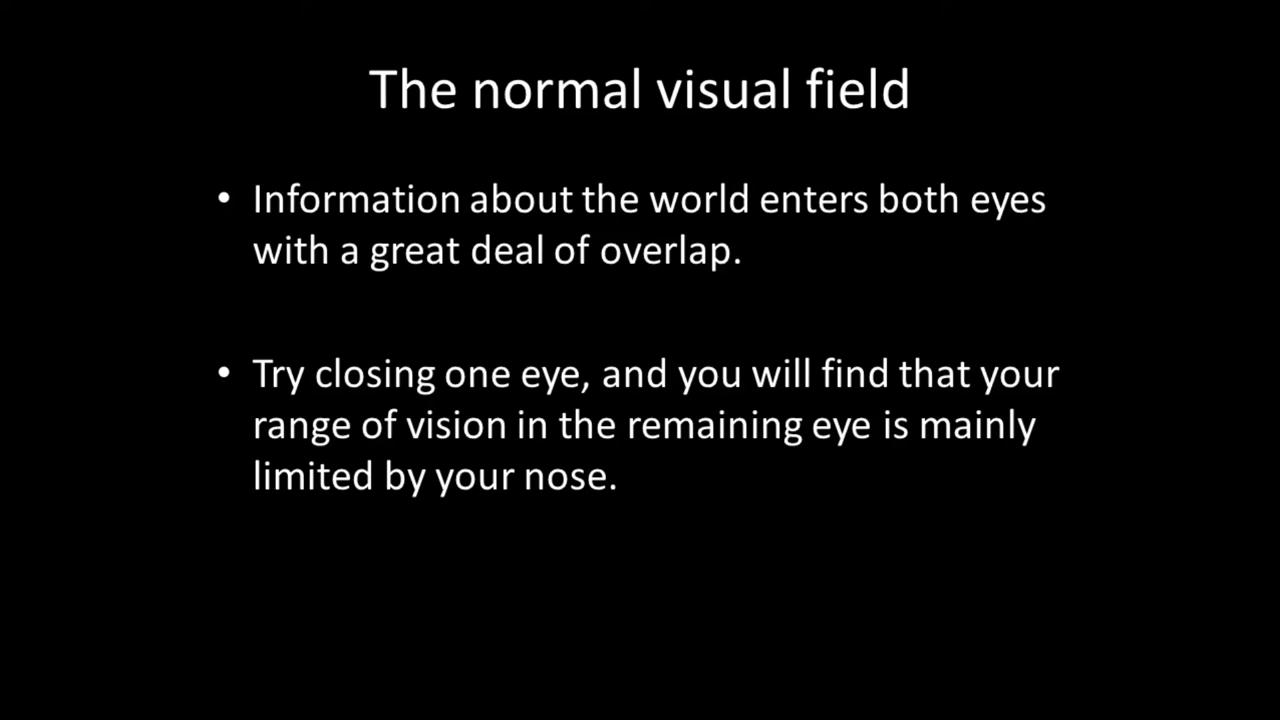 The normal visual field
• Information about the world enters both eyes
with a great deal of overlap.
• Try closing one eye, and you will find that your
range of vision in the remaining eye is mainly
limited by your nose.